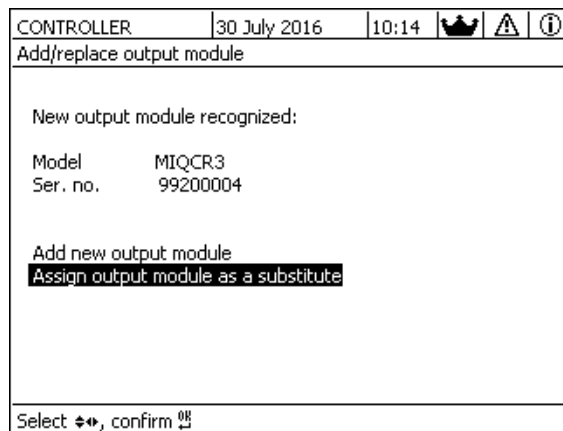 CONTROLLER 30 July 2016 10:14
Add/replace output module
New output module recognized:
Model MIQCR3
Ser. no. 99200004
Add new output module
Assign output module as a substitute
Select, confirm OK